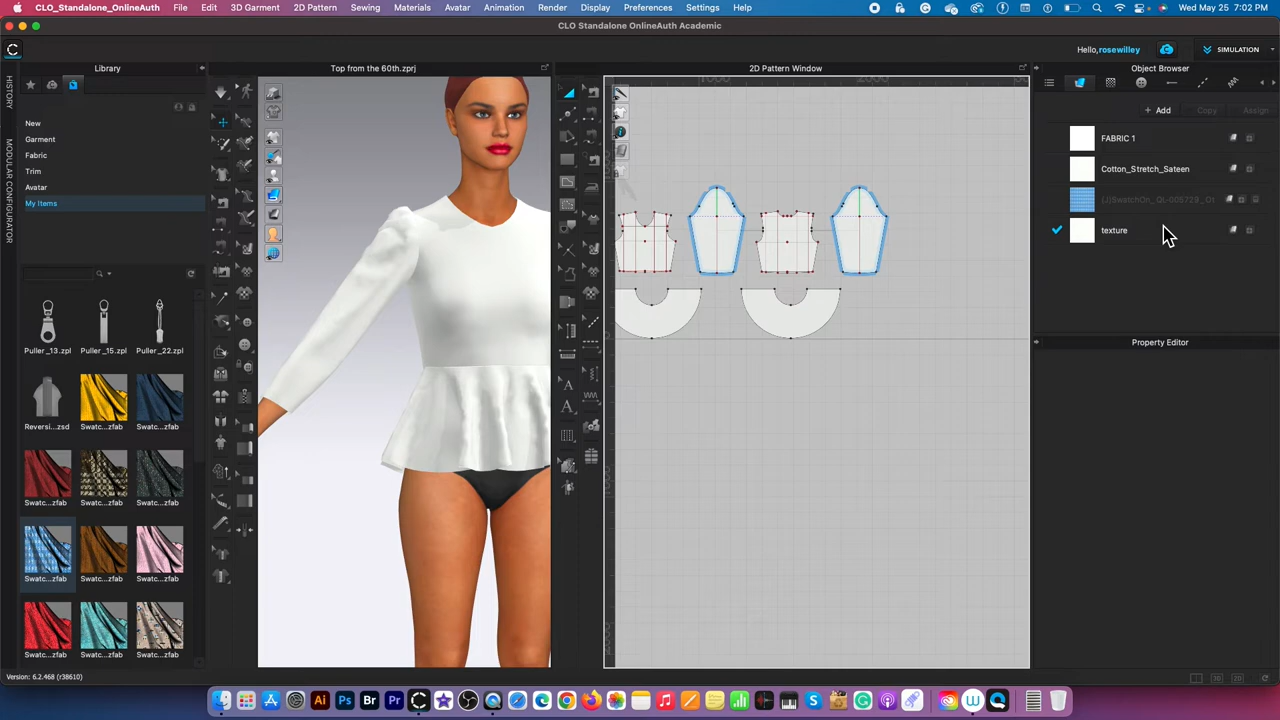 CLO_Standalone_OnlineAuth File Edit 3D Garment 2D Pattern Sewing Materials Avatar Animation Render Display Preferences Settings Help Wed May 25 7:02 PM
CLO Standalone OnlineAuth Academic
Hello, rosewilley SIMULATION
Library Top from the 60th.zprj 2D Pattern Window Object Browser
HISTORY
MODULAR CONFIGURATOR
New
Garment
Fabric
Trim
Avatar
My Items
Puller_13.zpl Puller_15.zpl Puller_22.zpl
Reversi...zsd Swatc...zfab Swatc...zfab
Swatc...zfab Swatc...zfab Swatc...zfab
Swatc...zfab Swatc...zfab Swatc...zfab
Swatc...zfab Swatc...zfab Swatc...zfab
+ Add Copy Assign
FABRIC 1
Cotton_Stretch_Sateen
texture
Property Editor
Version: 6.2.468 (r38610)